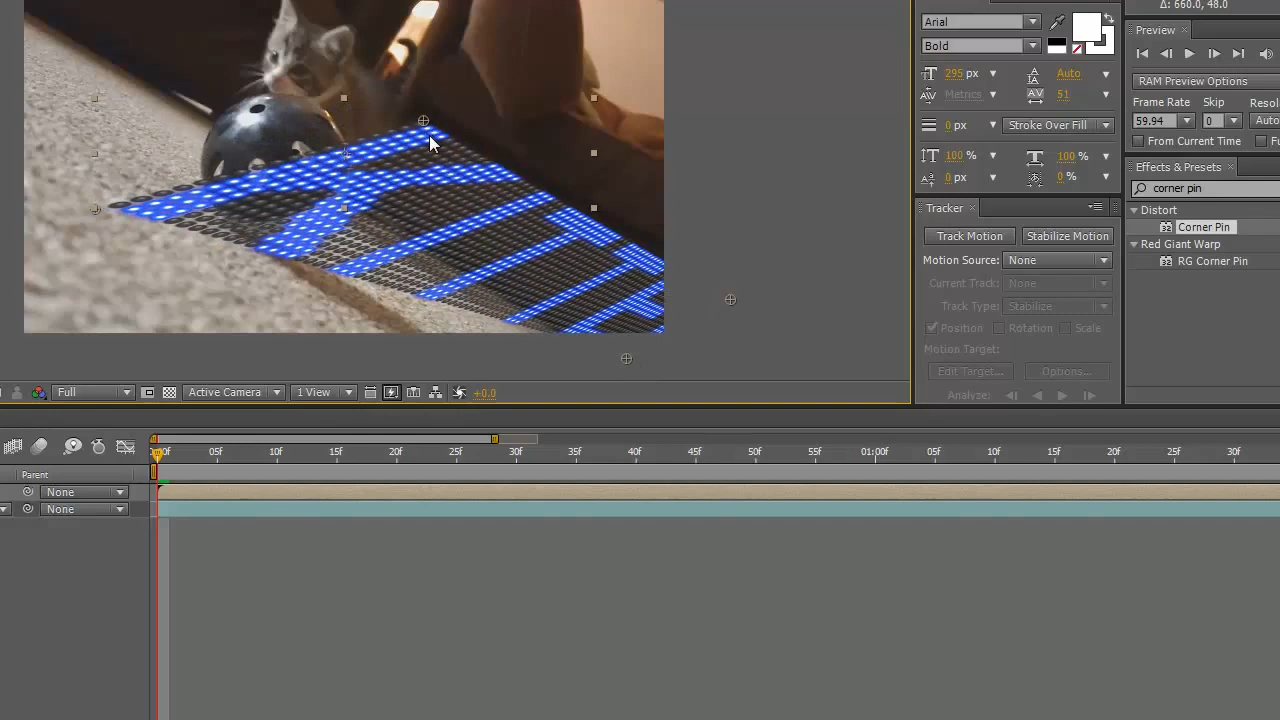 Δ: 660.0, 48.0
Arial
Bold
295 px
Auto
Metrics
51
0 px
Stroke Over Fill
100 %
100 %
0 px
0 %
Preview
RAM Preview Options
Frame Rate Skip Resol
59.94 0 Auto
From Current Time Fu
Effects & Presets
corner pin
Distort
Corner Pin
Red Giant Warp
RG Corner Pin
Tracker
Track Motion Stabilize Motion
Motion Source: None
Current Track: None
Track Type: Stabilize
Position Rotation Scale
Motion Target:
Edit Target... Options...
Analyze:
Full Active Camera 1 View +0.0
05f 10f 15f 20f 25f 30f 35f 40f 45f 50f 55f 01:00f 05f 10f 15f 20f 25f 30f
Parent
None
None